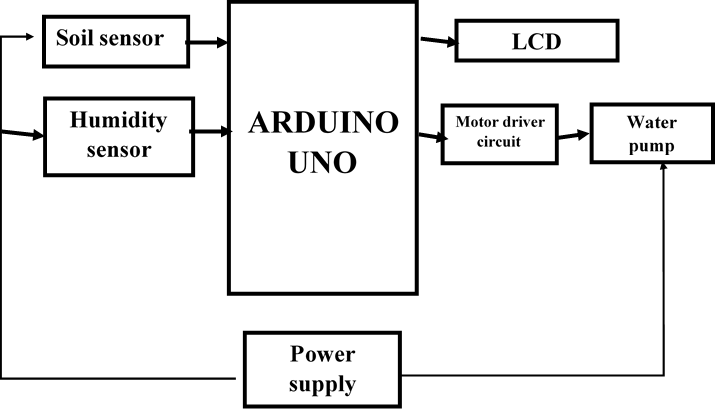 Soil sensor
Humidity
sensor
ARDUINO
UNO
LCD
Motor driver
circuit
Water
pump
Power
supply